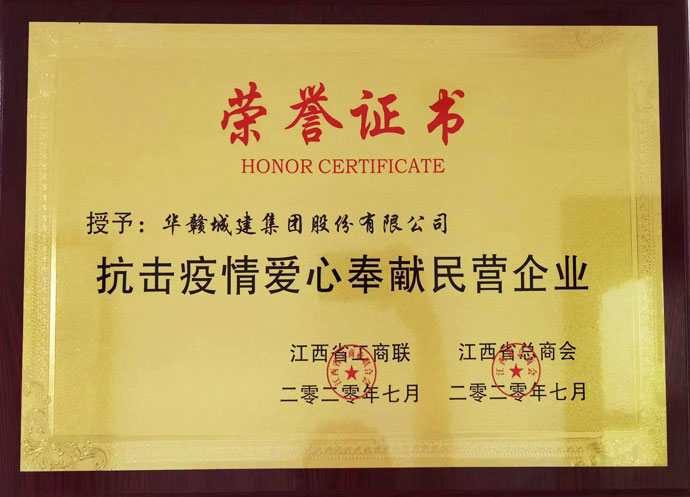 荣誉证书
HONOR CERTIFICATE
授予：华赣城建集团股份有限公司
抗击疫情爱心奉献民营企业
江西省工商联 江西省总商会
二零二零年七月 二零二零年七月